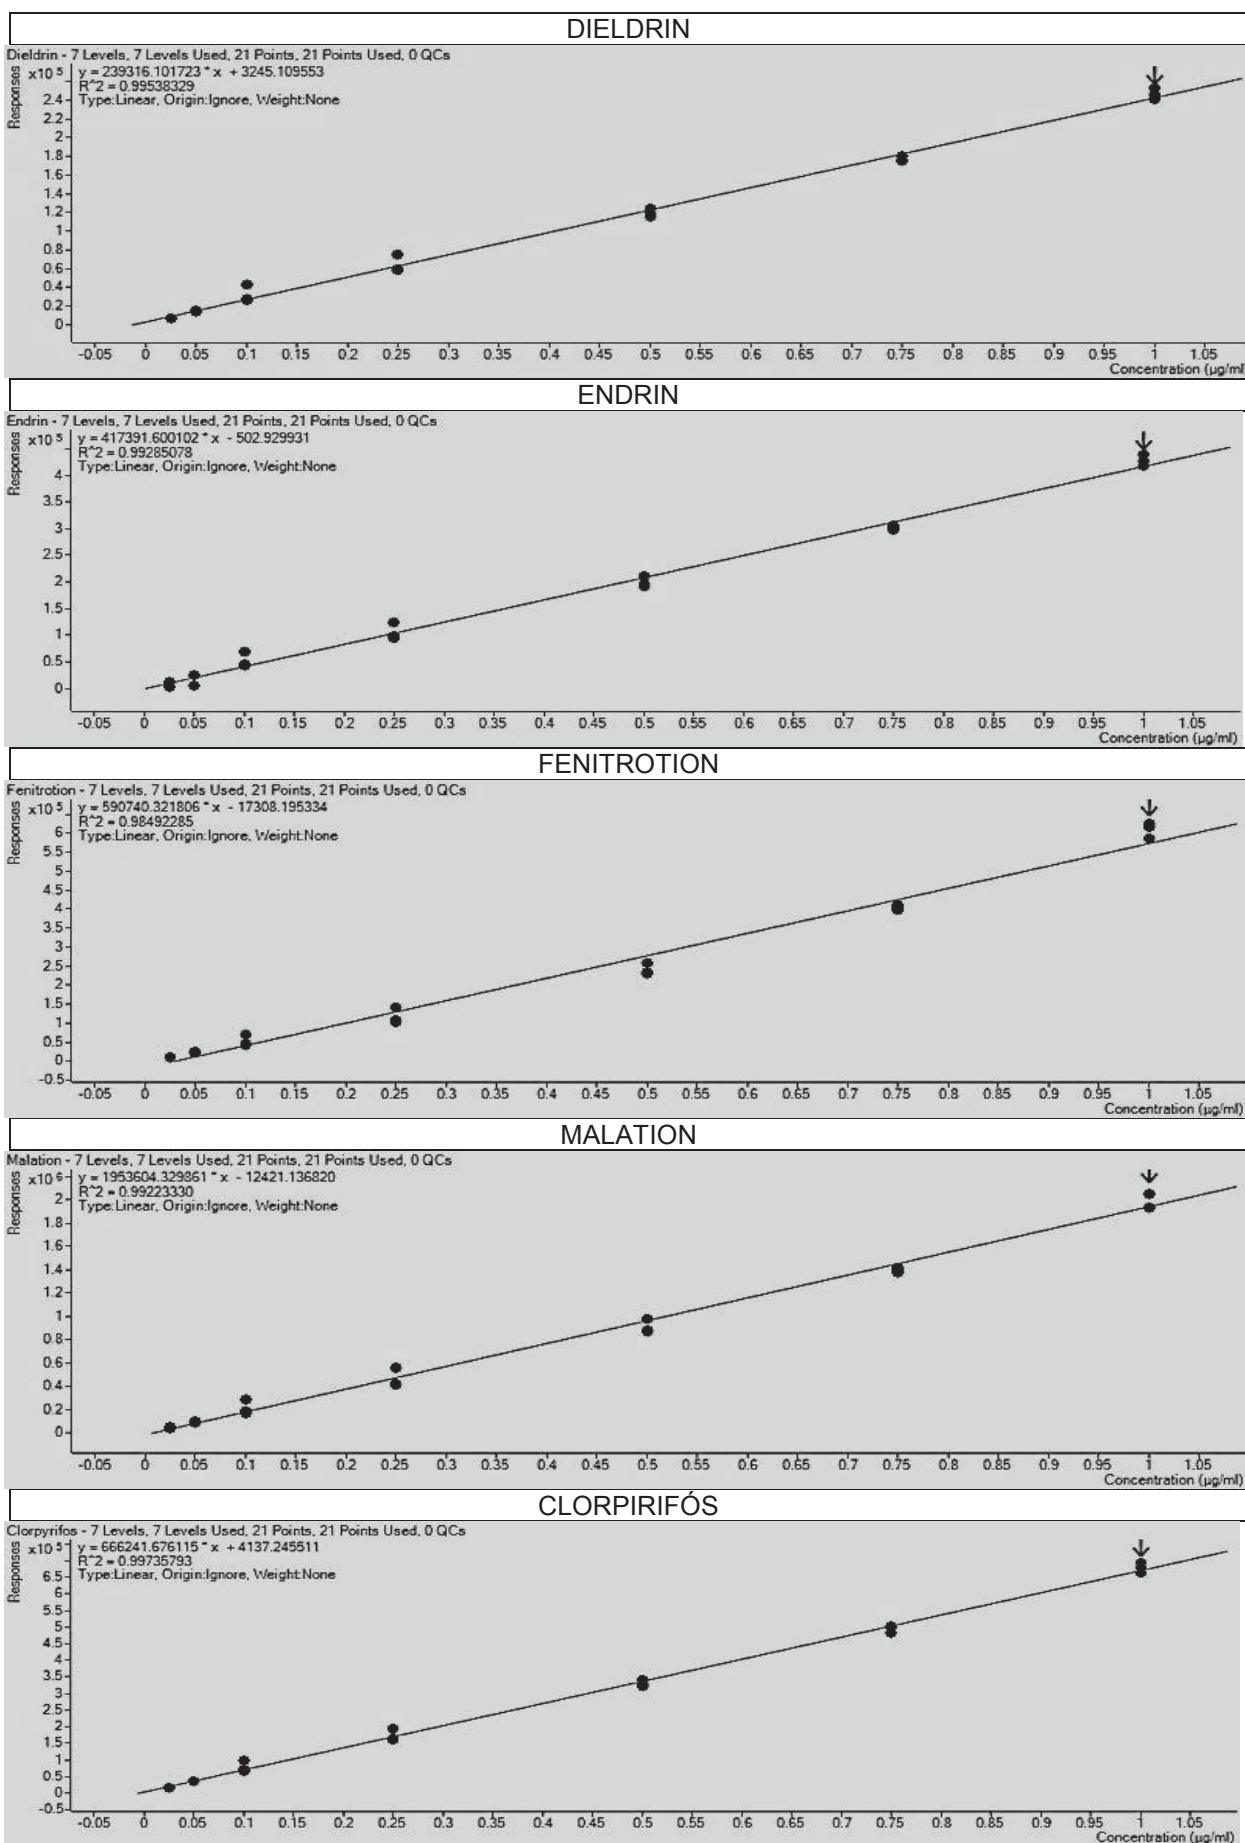 DIELDRIN
Dieldrin - 7 Levels, 7 Levels Used, 21 Points, 21 Points Used, 0 QCs
Responses
x10 5
y = 239316.101723 * x + 3245.109553
R^2 = 0.99538329
Type:Linear, Origin:Ignore, Weight:None
2.4
2.2
2
1.8
1.6
1.4
1.2
1
0.8
0.6
0.4
0.2
0
-0.05 0 0.05 0.1 0.15 0.2 0.25 0.3 0.35 0.4 0.45 0.5 0.55 0.6 0.65 0.7 0.75 0.8 0.85 0.9 0.95 1 1.05
Concentration (µg/ml)
ENDRIN
Endrin - 7 Levels, 7 Levels Used, 21 Points, 21 Points Used, 0 QCs
Responses
x10 5
y = 417391.600102 * x - 502.929931
R^2 = 0.99285078
Type:Linear, Origin:Ignore, Weight:None
4
3.5
3
2.5
2
1.5
1
0.5
0
-0.05 0 0.05 0.1 0.15 0.2 0.25 0.3 0.35 0.4 0.45 0.5 0.55 0.6 0.65 0.7 0.75 0.8 0.85 0.9 0.95 1 1.05
Concentration (µg/ml)
FENITROTION
Fenitrotion - 7 Levels, 7 Levels Used, 21 Points, 21 Points Used, 0 QCs
Responses
x10 5
y = 590740.321806 * x - 17308.195334
R^2 = 0.98492285
Type:Linear, Origin:Ignore, Weight:None
6
5.5
5
4.5
4
3.5
3
2.5
2
1.5
1
0.5
0
-0.5
-0.05 0 0.05 0.1 0.15 0.2 0.25 0.3 0.35 0.4 0.45 0.5 0.55 0.6 0.65 0.7 0.75 0.8 0.85 0.9 0.95 1 1.05
Concentration (µg/ml)
MALATION
Malation - 7 Levels, 7 Levels Used, 21 Points, 21 Points Used, 0 QCs
Responses
x10 6
y = 1953604.329861 * x - 12421.136820
R^2 = 0.99223330
Type:Linear, Origin:Ignore, Weight:None
2
1.8
1.6
1.4
1.2
1
0.8
0.6
0.4
0.2
0
-0.05 0 0.05 0.1 0.15 0.2 0.25 0.3 0.35 0.4 0.45 0.5 0.55 0.6 0.65 0.7 0.75 0.8 0.85 0.9 0.95 1 1.05
Concentration (µg/ml)
CLORPIRIFÓS
Clorpyrifos - 7 Levels, 7 Levels Used, 21 Points, 21 Points Used, 0 QCs
Responses
x10 5
y = 666241.676115 * x + 4137.245511
R^2 = 0.99735793
Type:Linear, Origin:Ignore, Weight:None
6.5
6
5.5
5
4.5
4
3.5
3
2.5
2
1.5
1
0.5
0
-0.5
-0.05 0 0.05 0.1 0.15 0.2 0.25 0.3 0.35 0.4 0.45 0.5 0.55 0.6 0.65 0.7 0.75 0.8 0.85 0.9 0.95 1 1.05
Concentration (µg/ml)